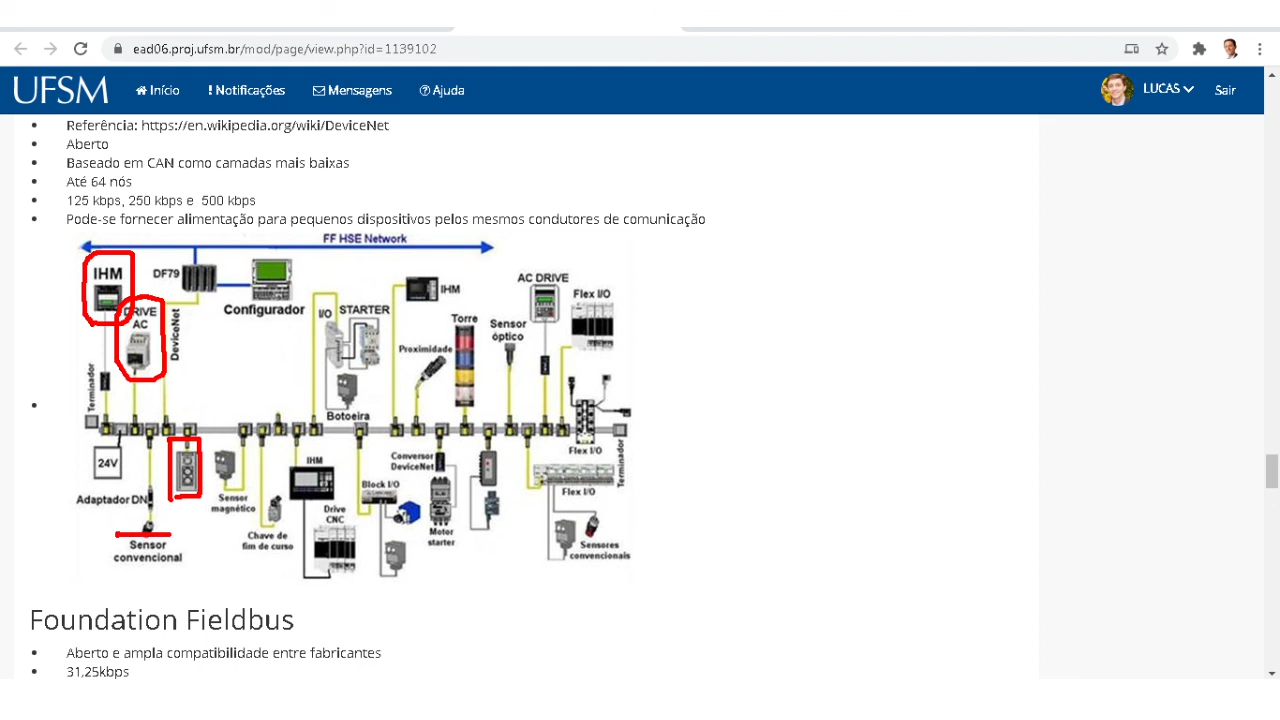 ead06.proj.ufsm.br/mod/page/view.php?id=1139102
UFSM Início Notificações Mensagens Ajuda LUCAS Sair
• Referência: https://en.wikipedia.org/wiki/DeviceNet
• Aberto
• Baseado em CAN como camadas mais baixas
• Até 64 nós
• 125 kbps, 250 kbps e 500 kbps
• Pode-se fornecer alimentação para pequenos dispositivos pelos mesmos condutores de comunicação
FF HSE Network
IHM
DF79
Configurador
DRIVE
AC
DeviceNet
Terminador
I/O
STARTER
Botoeira
IHM
Proximidade
Torre
Sensor
óptico
AC DRIVE
Flex I/O
Flex I/O
Terminador
24V
Adaptador DN
Sensor
convencional
Sensor
magnético
Chave de
fim de curso
IHM
Drive
CNC
Block I/O
Conversor
DeviceNet
Motor
starter
Flex I/O
Sensores
convencionais
Foundation Fieldbus
• Aberto e ampla compatibilidade entre fabricantes
• 31,25kbps